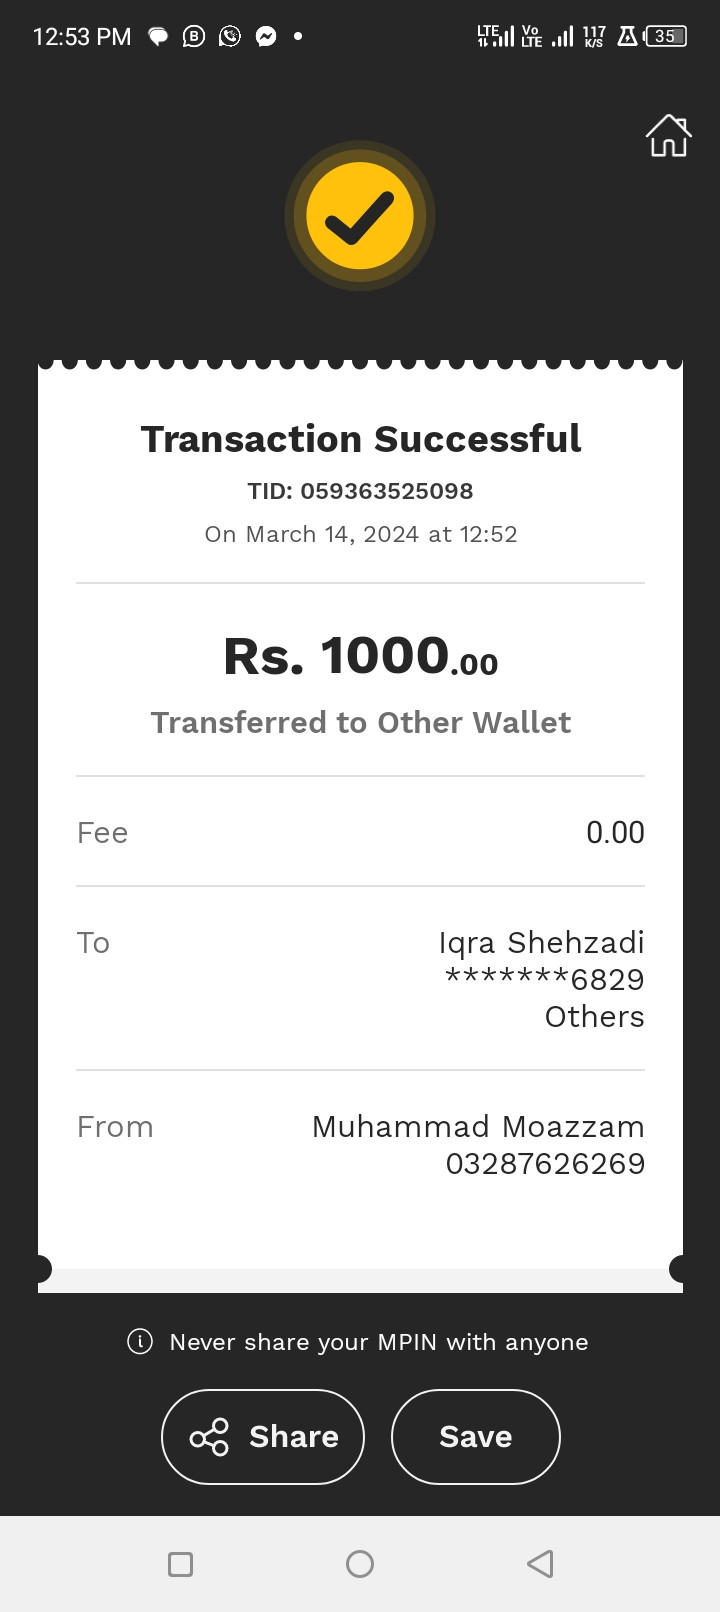 12:53 PM LTE Vo LTE 117 K/S 35
Transaction Successful
TID: 059363525098
On March 14, 2024 at 12:52
Rs. 1000.00
Transferred to Other Wallet
Fee 0.00
To Iqra Shehzadi
*******6829
Others
From Muhammad Moazzam
03287626269
Never share your MPIN with anyone
Share Save